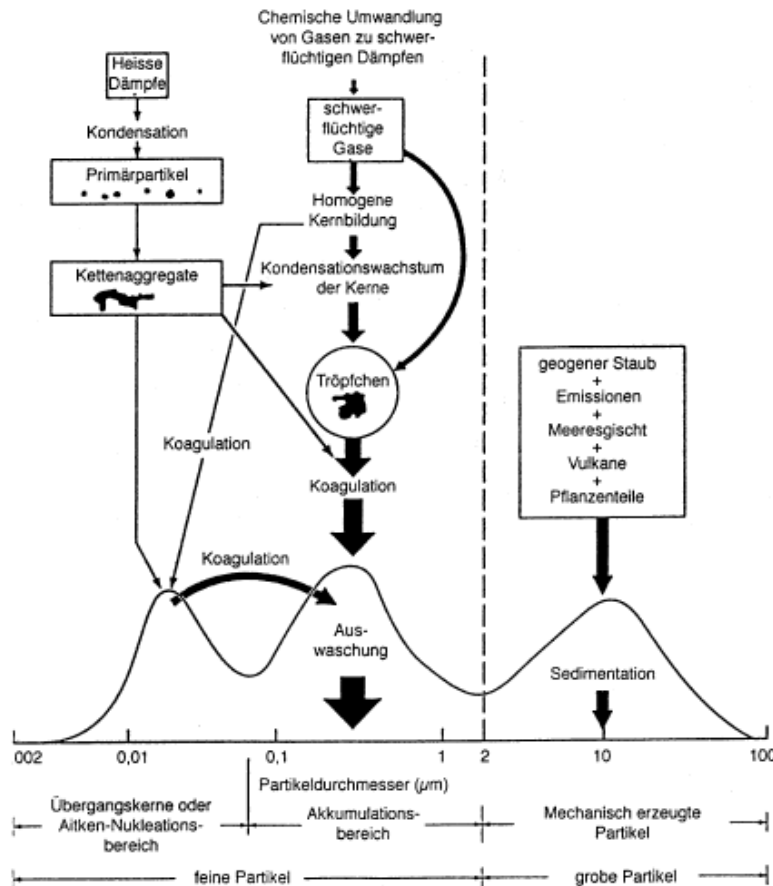 Chemische Umwandlung
von Gasen zu schwer-
flüchtigen Dämpfen
Heisse
Dämpfe
schwer-
flüchtige
Gase
Kondensation
Primärpartikel
Homogene
Kernbildung
Kettenaggregate
Kondensationswachstum
der Kerne
Tröpfchen
geogener Staub
+
Emissionen
+
Meeresgischt
+
Vulkane
+
Pflanzenteile
Koagulation
Koagulation
Koagulation
Aus-
waschung
Sedimentation
002 0,01 0,1 1 2 10 100
Partikeldurchmesser (μm)
Übergangskerne oder
Aitken-Nukleations-
bereich
Akkumulations-
bereich
Mechanisch erzeugte
Partikel
feine Partikel
grobe Partikel